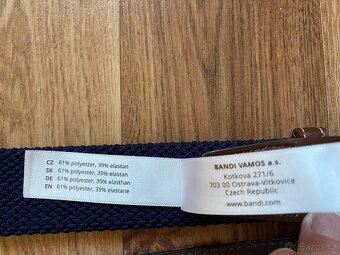 CZ 61% polyester, 39% elastan
SK 61% polyester, 39% elastan
DE 61% polyester, 39% elasthan
EN 61% polyester, 39% elastane
BANDI VAMOS a.s.
Kotkova 271/6
703 00 Ostrava-Vítkovice
Czech Republic
www.bandi.com